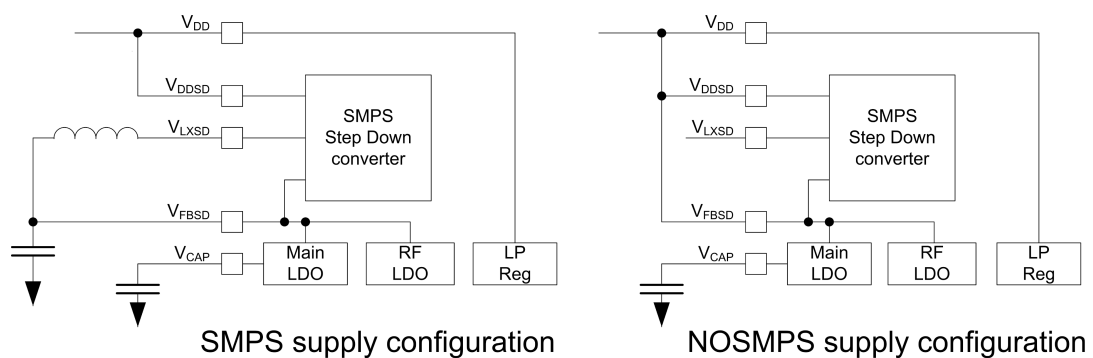 VDD
VDDSD
VLXSD
SMPS
Step Down
converter
VFBSD
VCAP
Main
LDO
RF
LDO
LP
Reg
SMPS supply configuration
VDD
VDDSD
VLXSD
SMPS
Step Down
converter
VFBSD
VCAP
Main
LDO
RF
LDO
LP
Reg
NOSMPS supply configuration